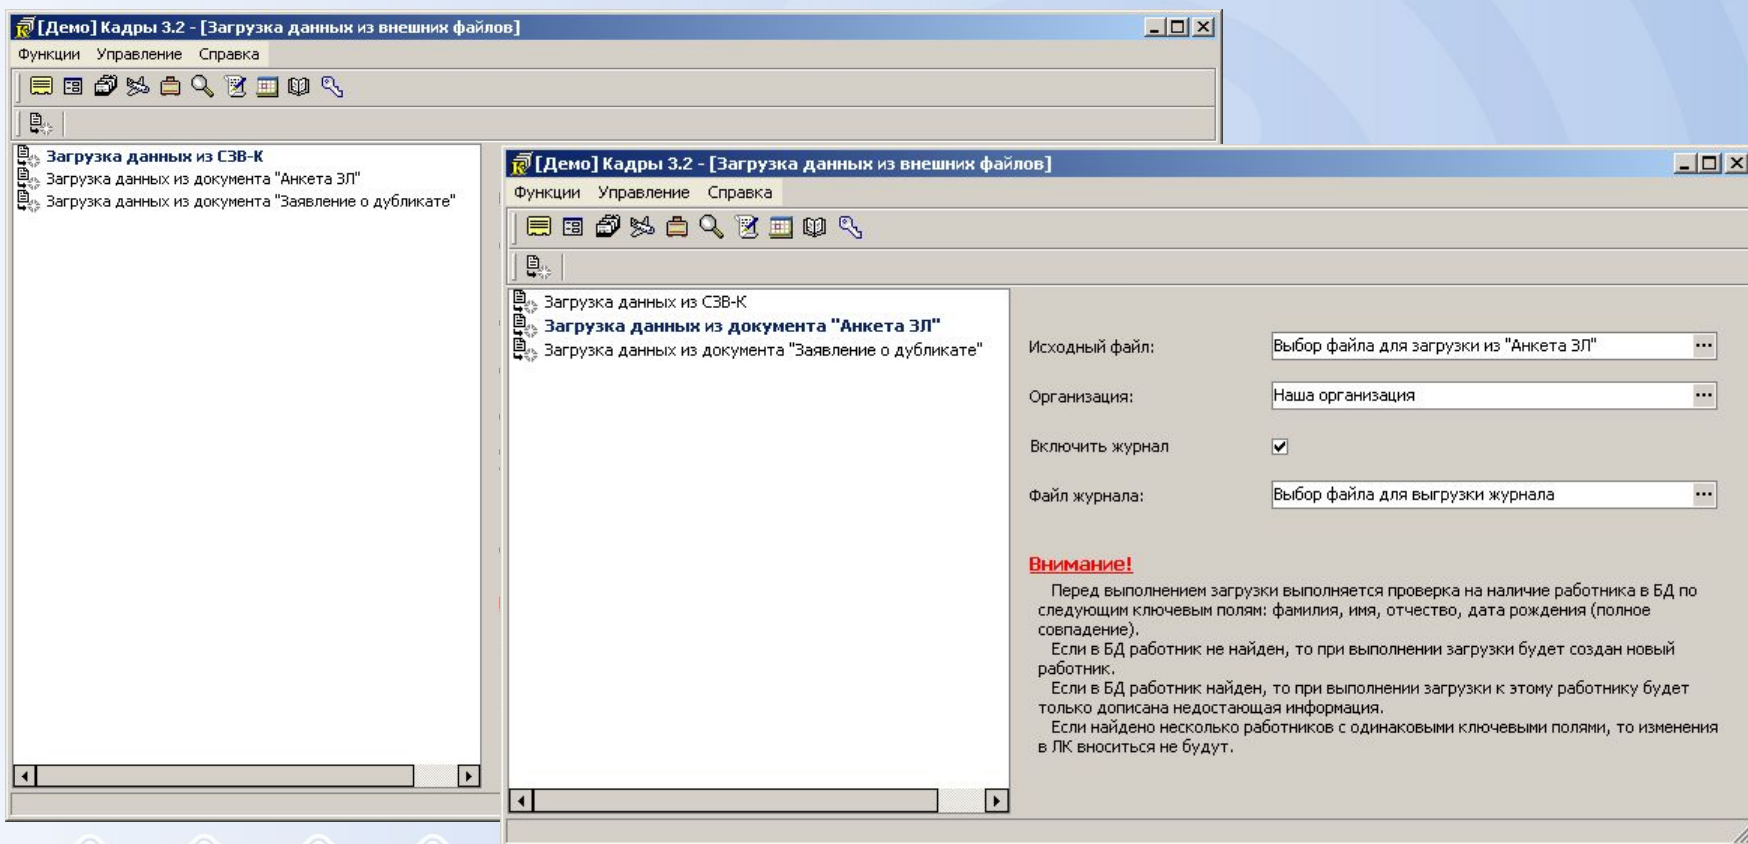 [Демо] Кадры 3.2 - [Загрузка данных из внешних файлов]
Функции Управление Справка
Загрузка данных из СЗВ-К
Загрузка данных из документа "Анкета ЗЛ"
Загрузка данных из документа "Заявление о дубликате"
[Демо] Кадры 3.2 - [Загрузка данных из внешних файлов]
Функции Управление Справка
Загрузка данных из СЗВ-К
Загрузка данных из документа "Анкета ЗЛ"
Загрузка данных из документа "Заявление о дубликате"
Исходный файл: Выбор файла для загрузки из "Анкета ЗЛ" ...
Организация: Наша организация ...
Включить журнал
Файл журнала: Выбор файла для выгрузки журнала ...
Внимание!
Перед выполнением загрузки выполняется проверка на наличие работника в БД по
следующим ключевым полям: фамилия, имя, отчество, дата рождения (полное
совпадение).
Если в БД работник не найден, то при выполнении загрузки будет создан новый
работник.
Если в БД работник найден, то при выполнении загрузки к этому работнику будет
только дописана недостающая информация.
Если найдено несколько работников с одинаковыми ключевыми полями, то изменения
в ЛК вноситься не будут.